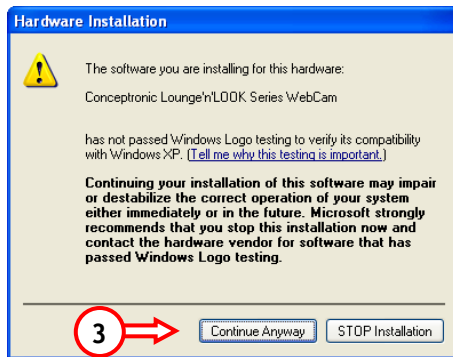 Hardware Installation
The software you are installing for this hardware:
Conceptronic Lounge'n'LOOK Series WebCam
has not passed Windows Logo testing to verify its compatibility
with Windows XP. (Tell me why this testing is important.)
Continuing your installation of this software may impair
or destabilize the correct operation of your system
either immediately or in the future. Microsoft strongly
recommends that you stop this installation now and
contact the hardware vendor for software that has
passed Windows Logo testing.
3 Continue Anyway STOP Installation